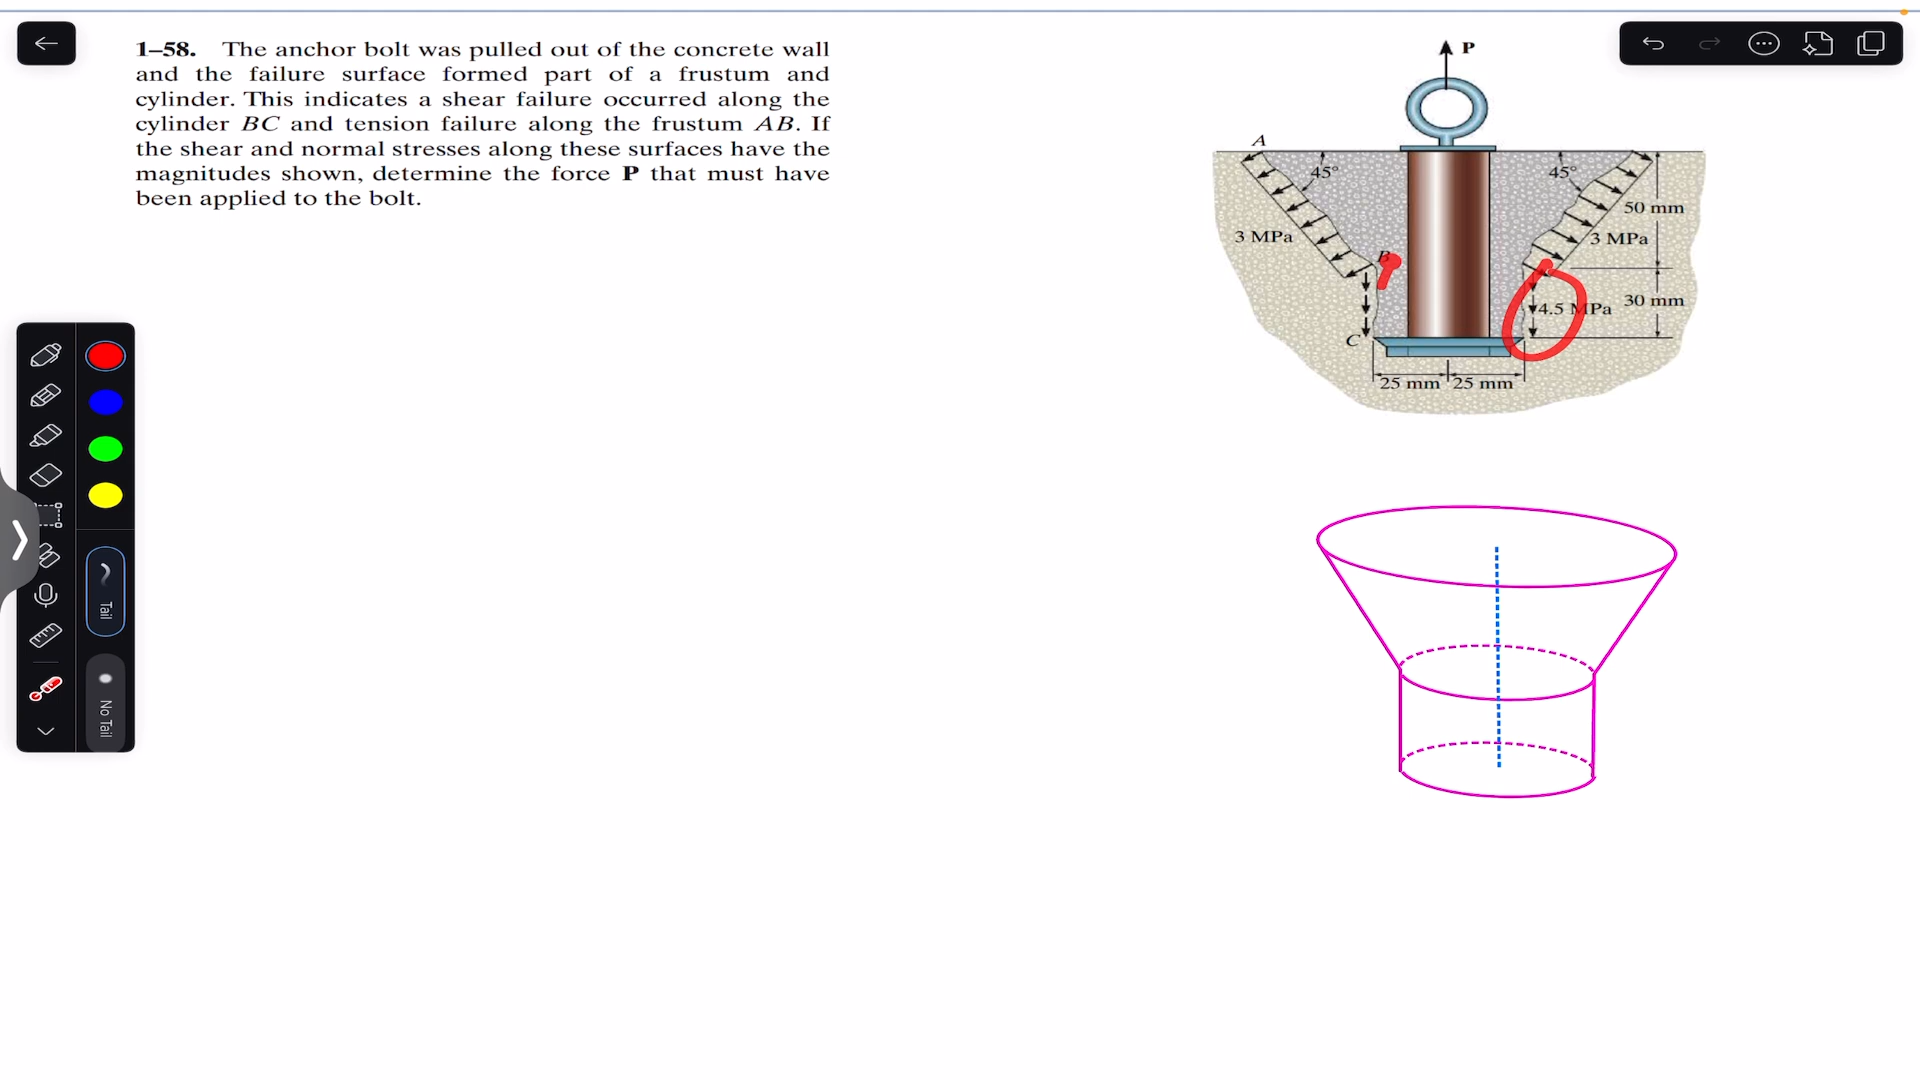 1–58. The anchor bolt was pulled out of the concrete wall
and the failure surface formed part of a frustum and
cylinder. This indicates a shear failure occurred along the
cylinder BC and tension failure along the frustum AB. If
the shear and normal stresses along these surfaces have the
magnitudes shown, determine the force P that must have
been applied to the bolt.
P
A
45°
45°
50 mm
3 MPa
3 MPa
B
30 mm
4.5 MPa
C
25 mm
25 mm
Tail
No Tail